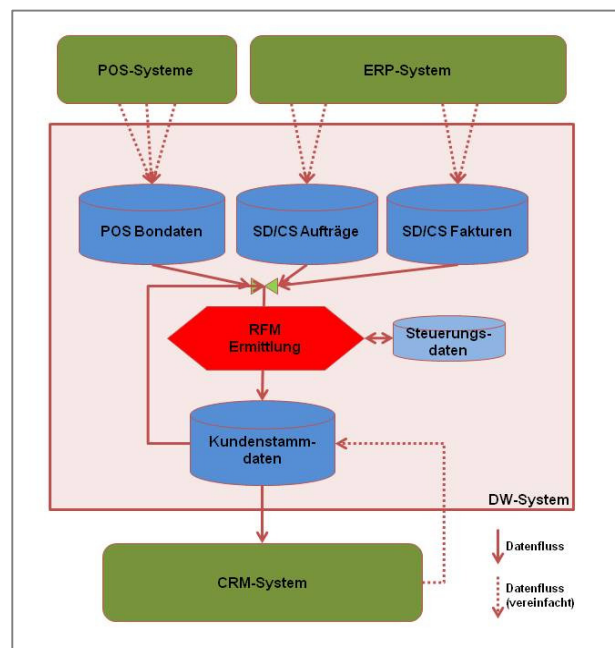 POS-Systeme
ERP-System
POS Bondaten
SD/CS Aufträge
SD/CS Fakturen
RFM
Ermittlung
Steuerungs-
daten
Kundenstamm-
daten
DW-System
CRM-System
Datenfluss
Datenfluss
(vereinfacht)